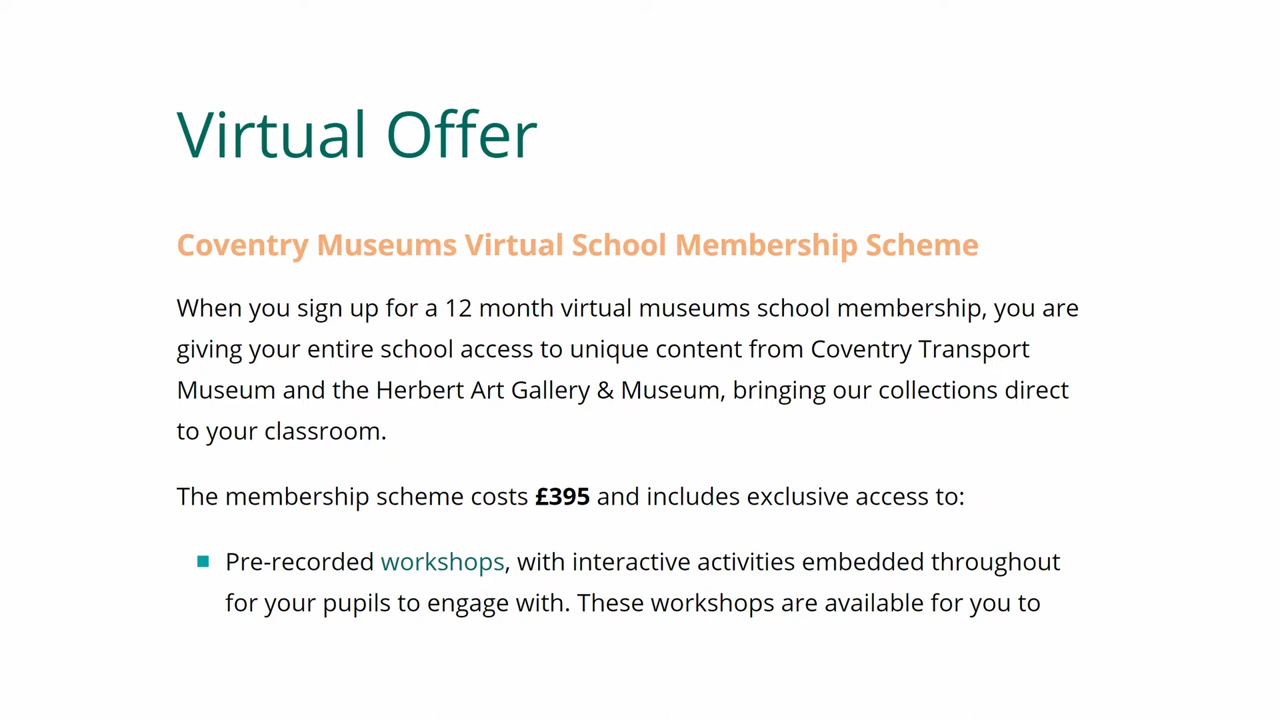 Virtual Offer
Coventry Museums Virtual School Membership Scheme
When you sign up for a 12 month virtual museums school membership, you are
giving your entire school access to unique content from Coventry Transport
Museum and the Herbert Art Gallery & Museum, bringing our collections direct
to your classroom.
The membership scheme costs £395 and includes exclusive access to:
Pre-recorded workshops, with interactive activities embedded throughout
for your pupils to engage with. These workshops are available for you to